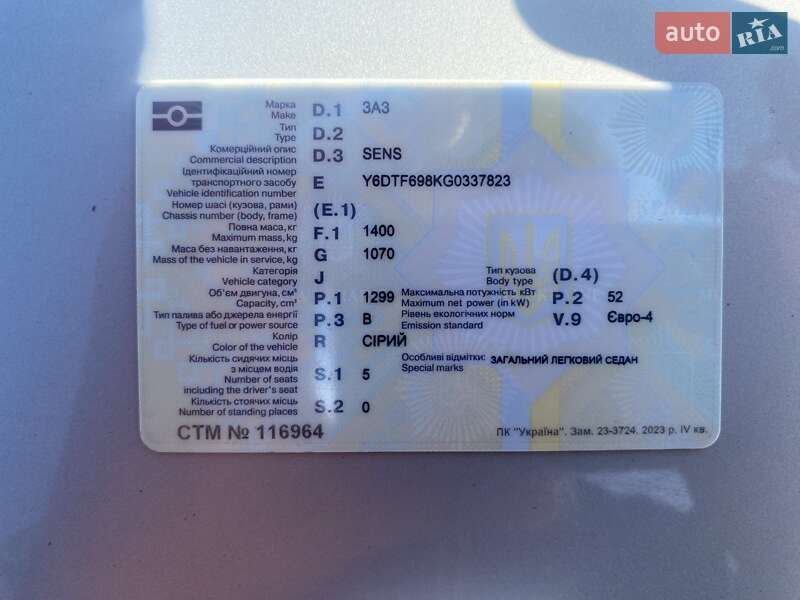 auto RIA.com
Марка D.1 ЗАЗ
Make
Тип D.2
Type
Комерційний опис D.3 SENS
Commercial description
Ідентифікаційний номер
транспортного засобу E Y6DTF698KG0337823
Vehicle identification number
Номер шасі (кузова, рами) (E.1)
Chassis number (body, frame)
Повна маса, кг F.1 1400
Maximum mass, kg
Маса без навантаження, кг G 1070
Mass of the vehicle in service, kg
Категорія J Тип кузова (D.4)
Vehicle category Body type
Об'єм двигуна, см³ P.1 1299 Максимальна потужність кВт P.2 52
Capacity, cm³ Maximum net power (in kW)
Тип палива або джерела енергії P.3 B Рівень екологічних норм V.9 Євро-4
Type of fuel or power source Emission standard
Колір R СІРИЙ
Color of the vehicle
Кількість сидячих місць Особливі відмітки: ЗАГАЛЬНИЙ ЛЕГКОВИЙ СЕДАН
з місцем водія S.1 5 Special marks
Number of seats
including the driver's seat
Кількість стоячих місць S.2 0
Number of standing places
СТМ № 116964 ПК "Україна". Зам. 23-3724. 2023 р. IV кв.